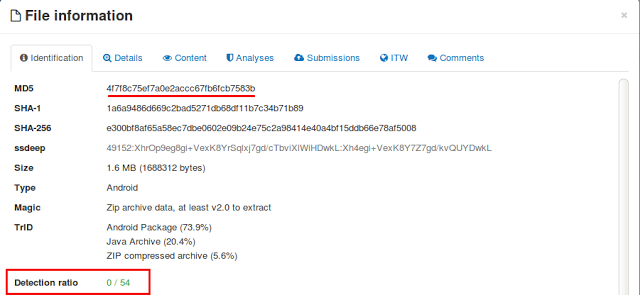 File information ×
Identification Details Content Analyses Submissions ITW Comments
MD5 4f7f8c75ef7a0e2accc67fb6fcb7583b
SHA-1 1a6a9486d669c2bad5271db68df11b7c34b71b89
SHA-256 e300bf8af65a58ec7dbe0602e09b24e75c2a98414e40a4bf15ddb66e78af5008
ssdeep 49152:XhrOp9eg8gi+VexK8YrSqlxj7gd/cTbviXlWiHDwkL:Xh4egi+VexK8Y7Z7gd/kvQUYDwkL
Size 1.6 MB (1688312 bytes)
Type Android
Magic Zip archive data, at least v2.0 to extract
TrID Android Package (73.9%)
Java Archive (20.4%)
ZIP compressed archive (5.6%)
Detection ratio 0 / 54